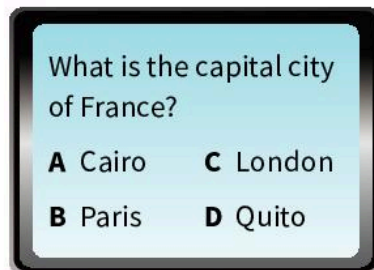 What is the capital city
of France?
A Cairo C London
B Paris D Quito